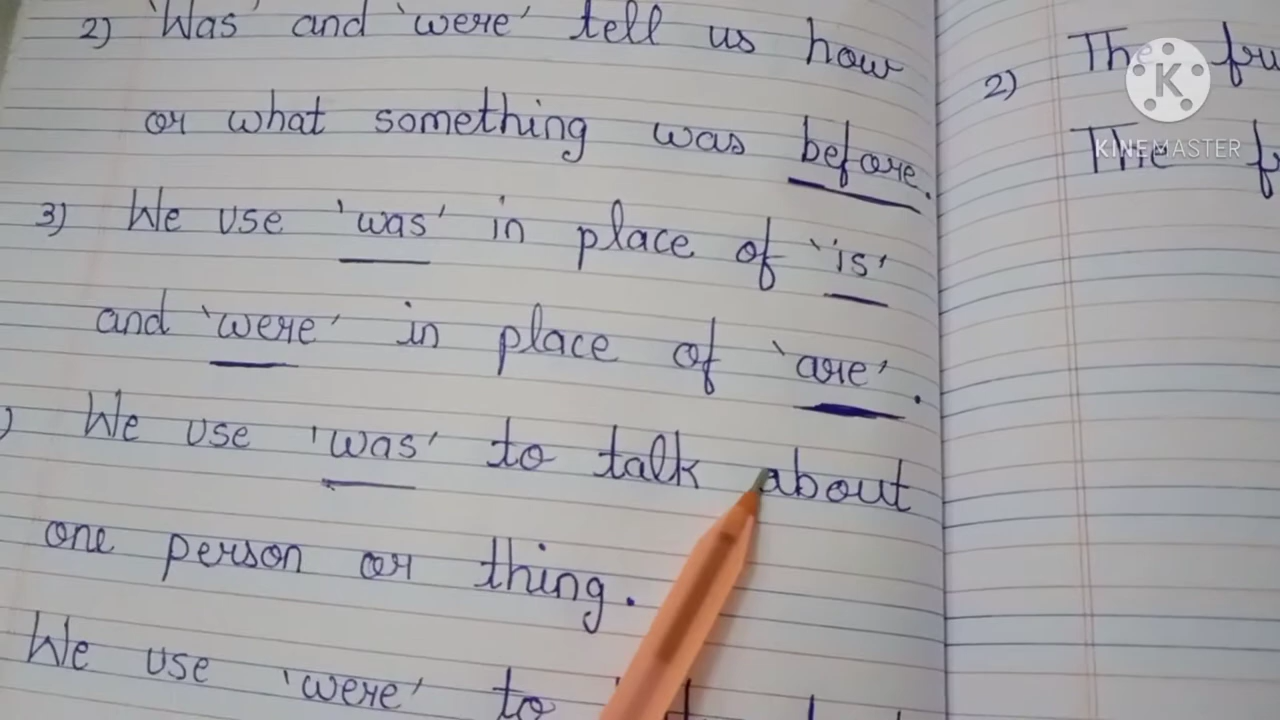 2) 'Was' and 'were' tell us how
or what something was before.
3) We use 'was' in place of 'is'
and 'were' in place of 'are'.
) We use 'was' to talk about
one person or thing.
We use 'were' to
2) The
The
KINEMASTER